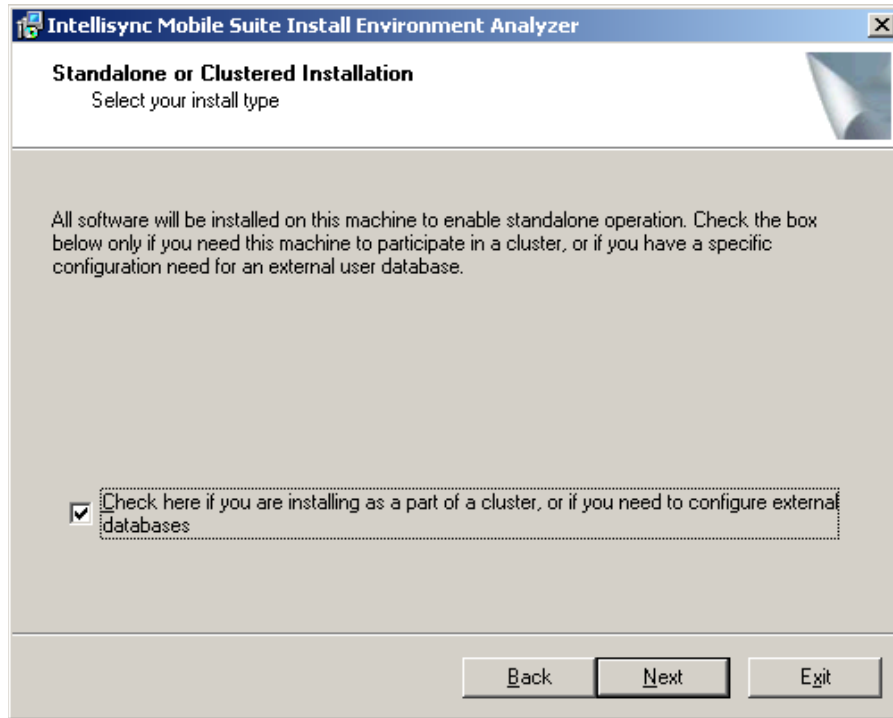 Intellisync Mobile Suite Install Environment Analyzer
Standalone or Clustered Installation
Select your install type
All software will be installed on this machine to enable standalone operation. Check the box
below only if you need this machine to participate in a cluster, or if you have a specific
configuration need for an external user database.
Check here if you are installing as a part of a cluster, or if you need to configure external
databases
Back
Next
Exit